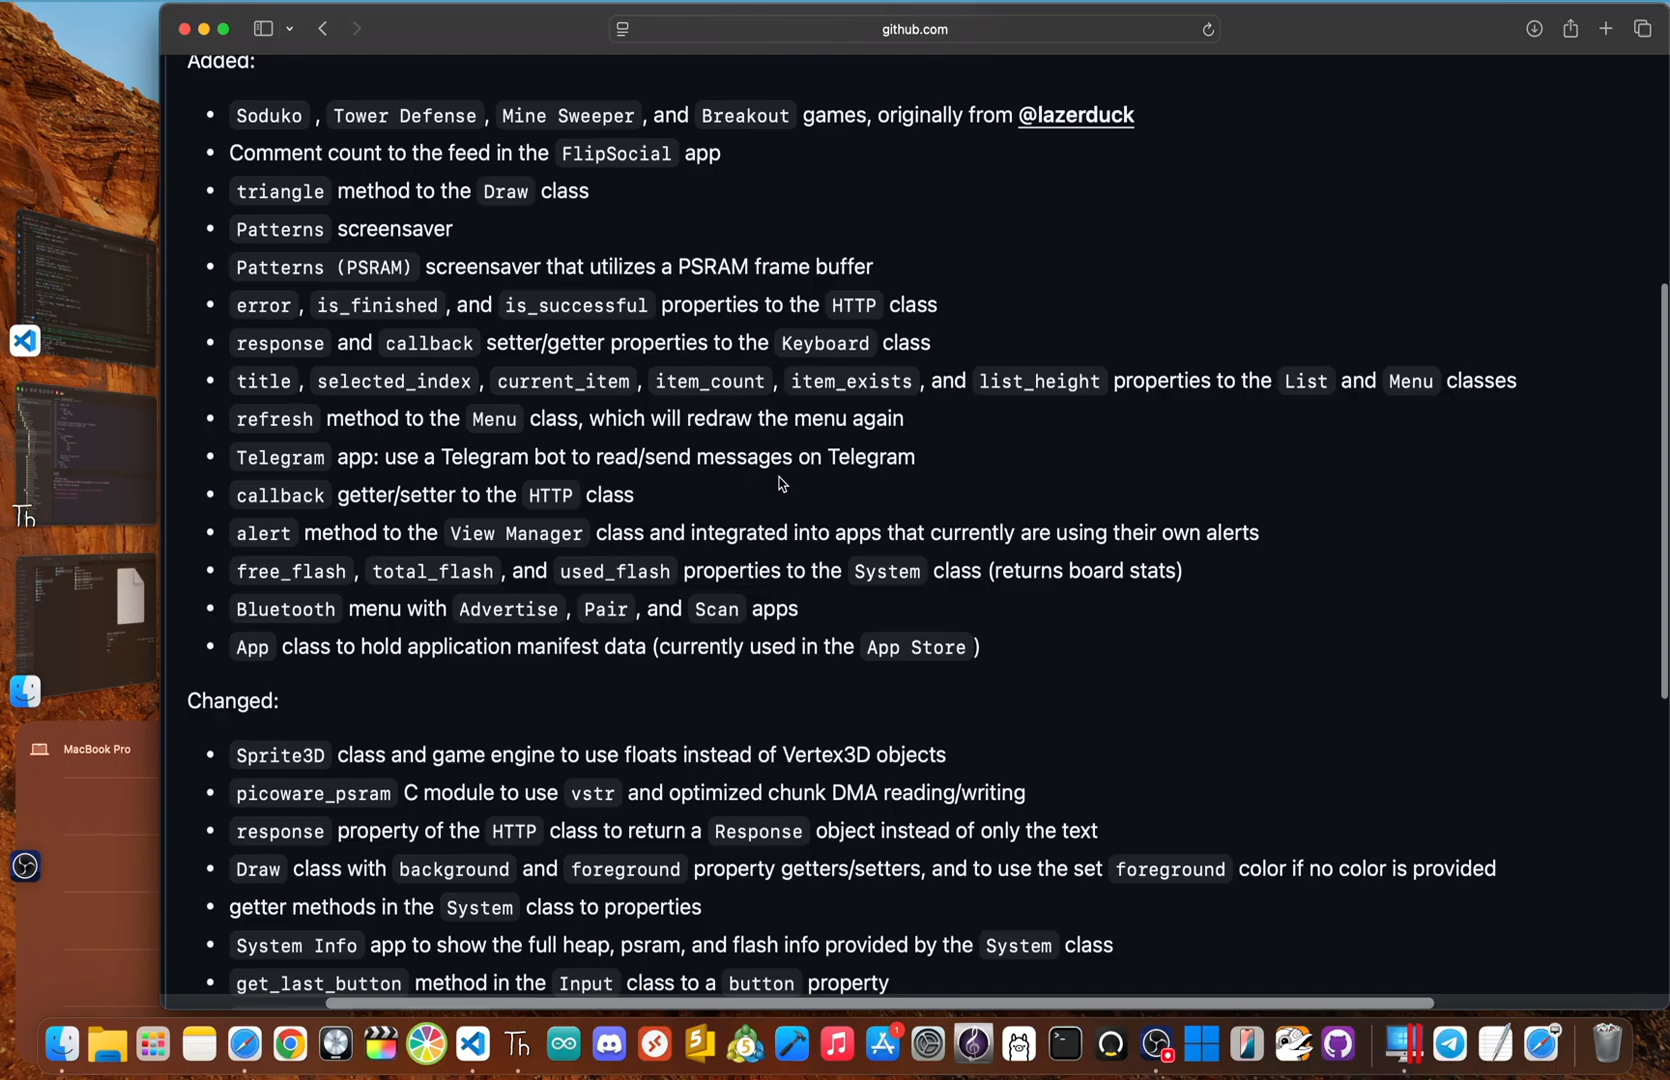 github.com
Added:
Soduko , Tower Defense , Mine Sweeper , and Breakout games, originally from @lazerduck
Comment count to the feed in the FlipSocial app
triangle method to the Draw class
Patterns screensaver
Patterns (PSRAM) screensaver that utilizes a PSRAM frame buffer
error , is_finished , and is_successful properties to the HTTP class
response and callback setter/getter properties to the Keyboard class
title , selected_index , current_item , item_count , item_exists , and list_height properties to the List and Menu classes
refresh method to the Menu class, which will redraw the menu again
Telegram app: use a Telegram bot to read/send messages on Telegram
callback getter/setter to the HTTP class
alert method to the View Manager class and integrated into apps that currently are using their own alerts
free_flash , total_flash , and used_flash properties to the System class (returns board stats)
Bluetooth menu with Advertise , Pair , and Scan apps
App class to hold application manifest data (currently used in the App Store )
Changed:
Sprite3D class and game engine to use floats instead of Vertex3D objects
picoware_psram C module to use vstr and optimized chunk DMA reading/writing
response property of the HTTP class to return a Response object instead of only the text
Draw class with background and foreground property getters/setters, and to use the set foreground color if no color is provided
getter methods in the System class to properties
System Info app to show the full heap, psram, and flash info provided by the System class
get_last_button method in the Input class to a button property
Th
MacBook Pro
Th
5
5
1